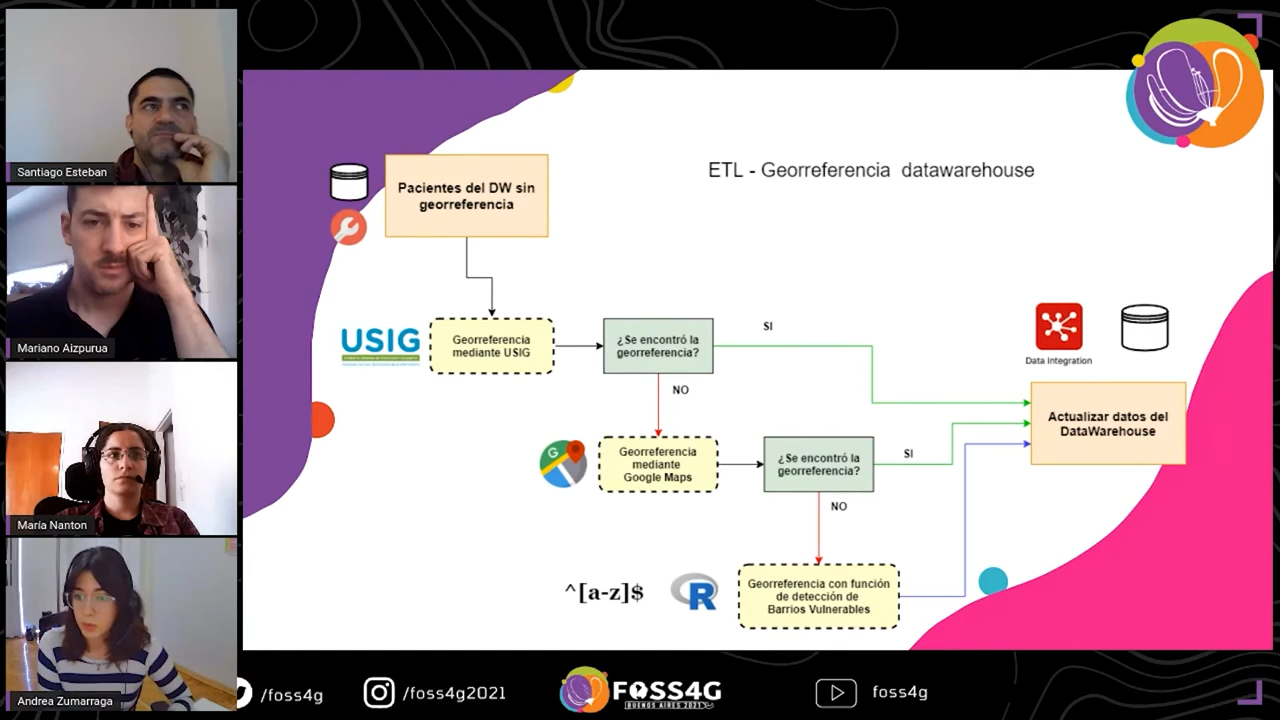 Santiago Esteban
Mariano Aizpurua
María Nanton
Andrea Zumarraga
ETL - Georreferencia datawarehouse
Pacientes del DW sin
georreferencia
USIG
Georreferencia
mediante USIG
¿Se encontró la
georreferencia?
SI
NO
Data Integration
Actualizar datos del
DataWarehouse
G
Georreferencia
mediante
Google Maps
¿Se encontró la
georreferencia?
SI
NO
^[a-z]$
R
Georreferencia con función
de detección de
Barrios Vulnerables
/foss4g
/foss4g2021
FOSS4G
BUENOS AIRES 2021
foss4g